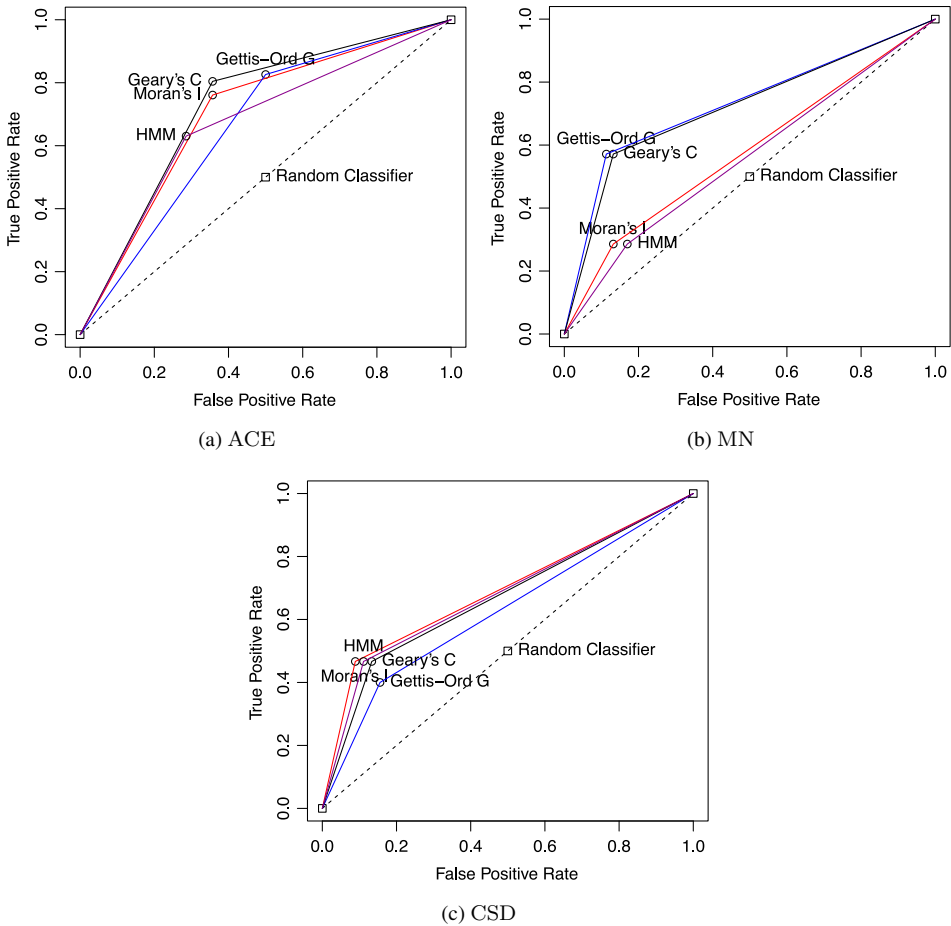 1.0
0.8
0.6
0.4
0.2
0.0
True Positive Rate
Gettis−Ord G
Geary's C
Moran's I
HMM
Random Classifier
0.0 0.2 0.4 0.6 0.8 1.0
False Positive Rate
(a) ACE
1.0
0.8
0.6
0.4
0.2
0.0
True Positive Rate
Gettis−Ord G
Geary's C
Random Classifier
Moran's I
HMM
0.0 0.2 0.4 0.6 0.8 1.0
False Positive Rate
(b) MN
1.0
0.8
0.6
0.4
0.2
0.0
True Positive Rate
HMM
Random Classifier
Geary's C
Moran's I
Gettis−Ord G
0.0 0.2 0.4 0.6 0.8 1.0
False Positive Rate
(c) CSD